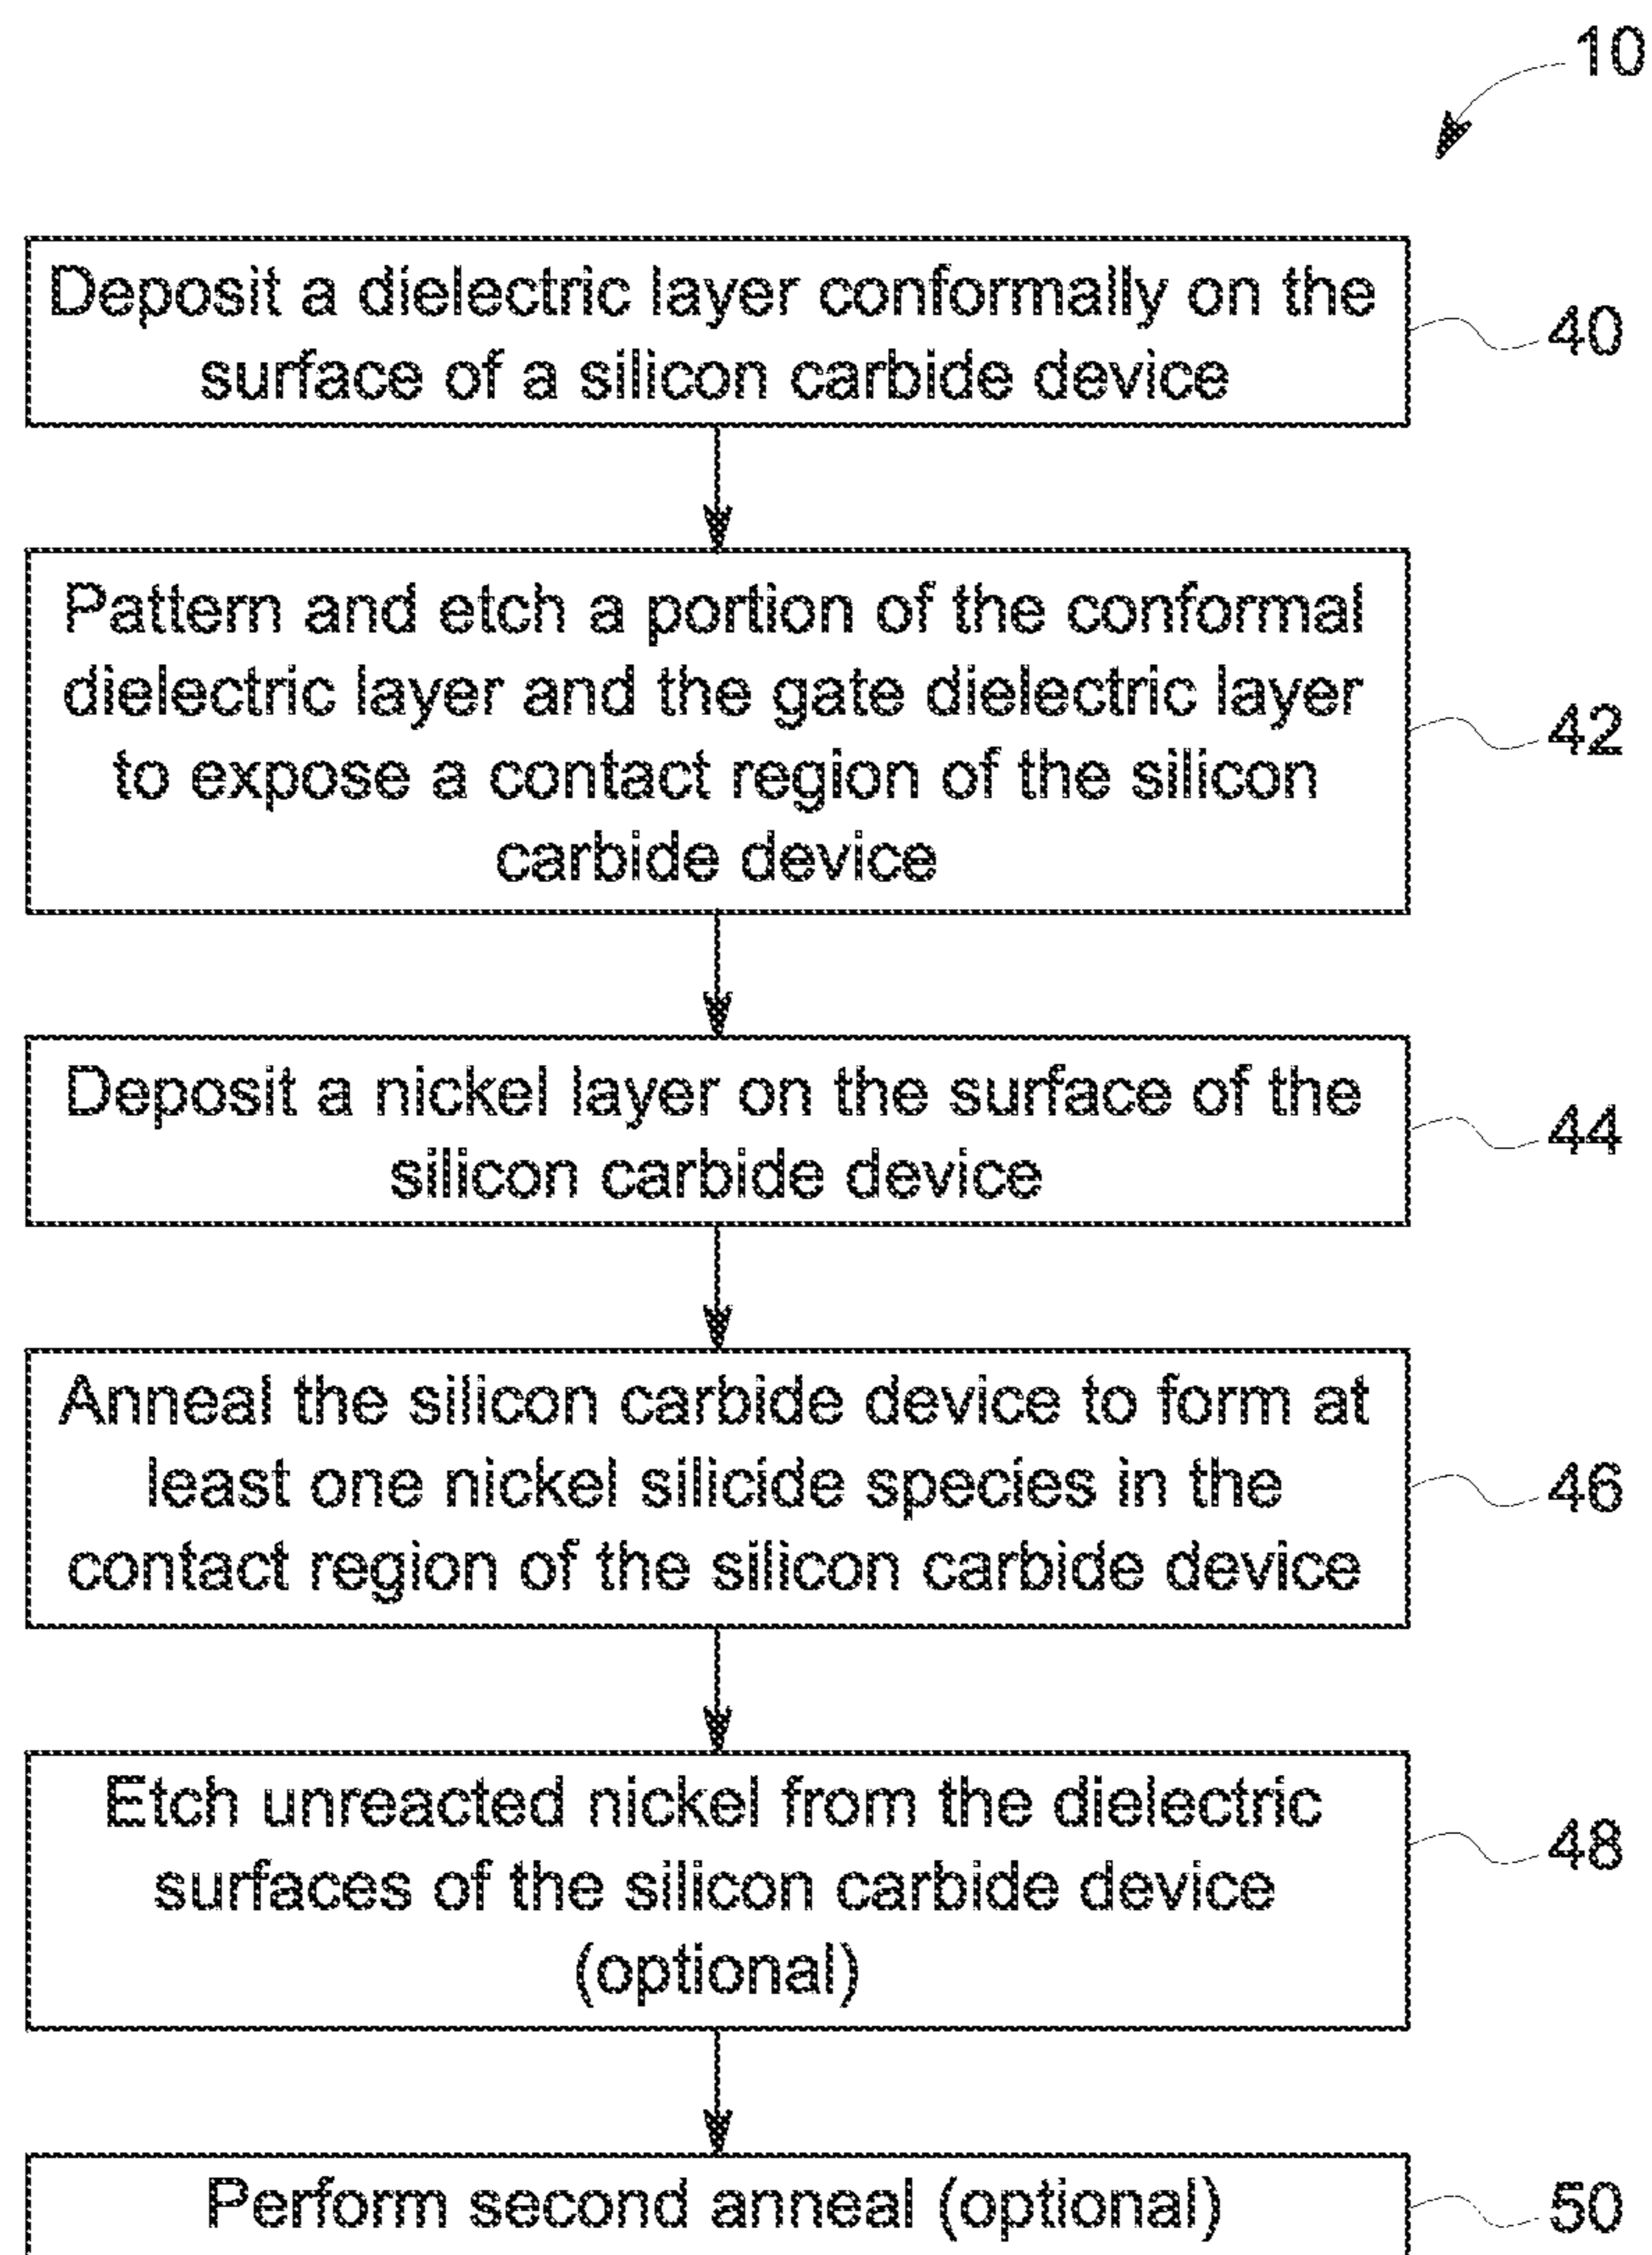 10
Deposit a dielectric layer conformally on the
surface of a silicon carbide device
40
Pattern and etch a portion of the conformal
dielectric layer and the gate dielectric layer
to expose a contact region of the silicon
carbide device
42
Deposit a nickel layer on the surface of the
silicon carbide device
44
Anneal the silicon carbide device to form at
least one nickel silicide species in the
contact region of the silicon carbide device
46
Etch unreacted nickel from the dielectric
surfaces of the silicon carbide device
(optional)
48
Perform second anneal (optional)
50